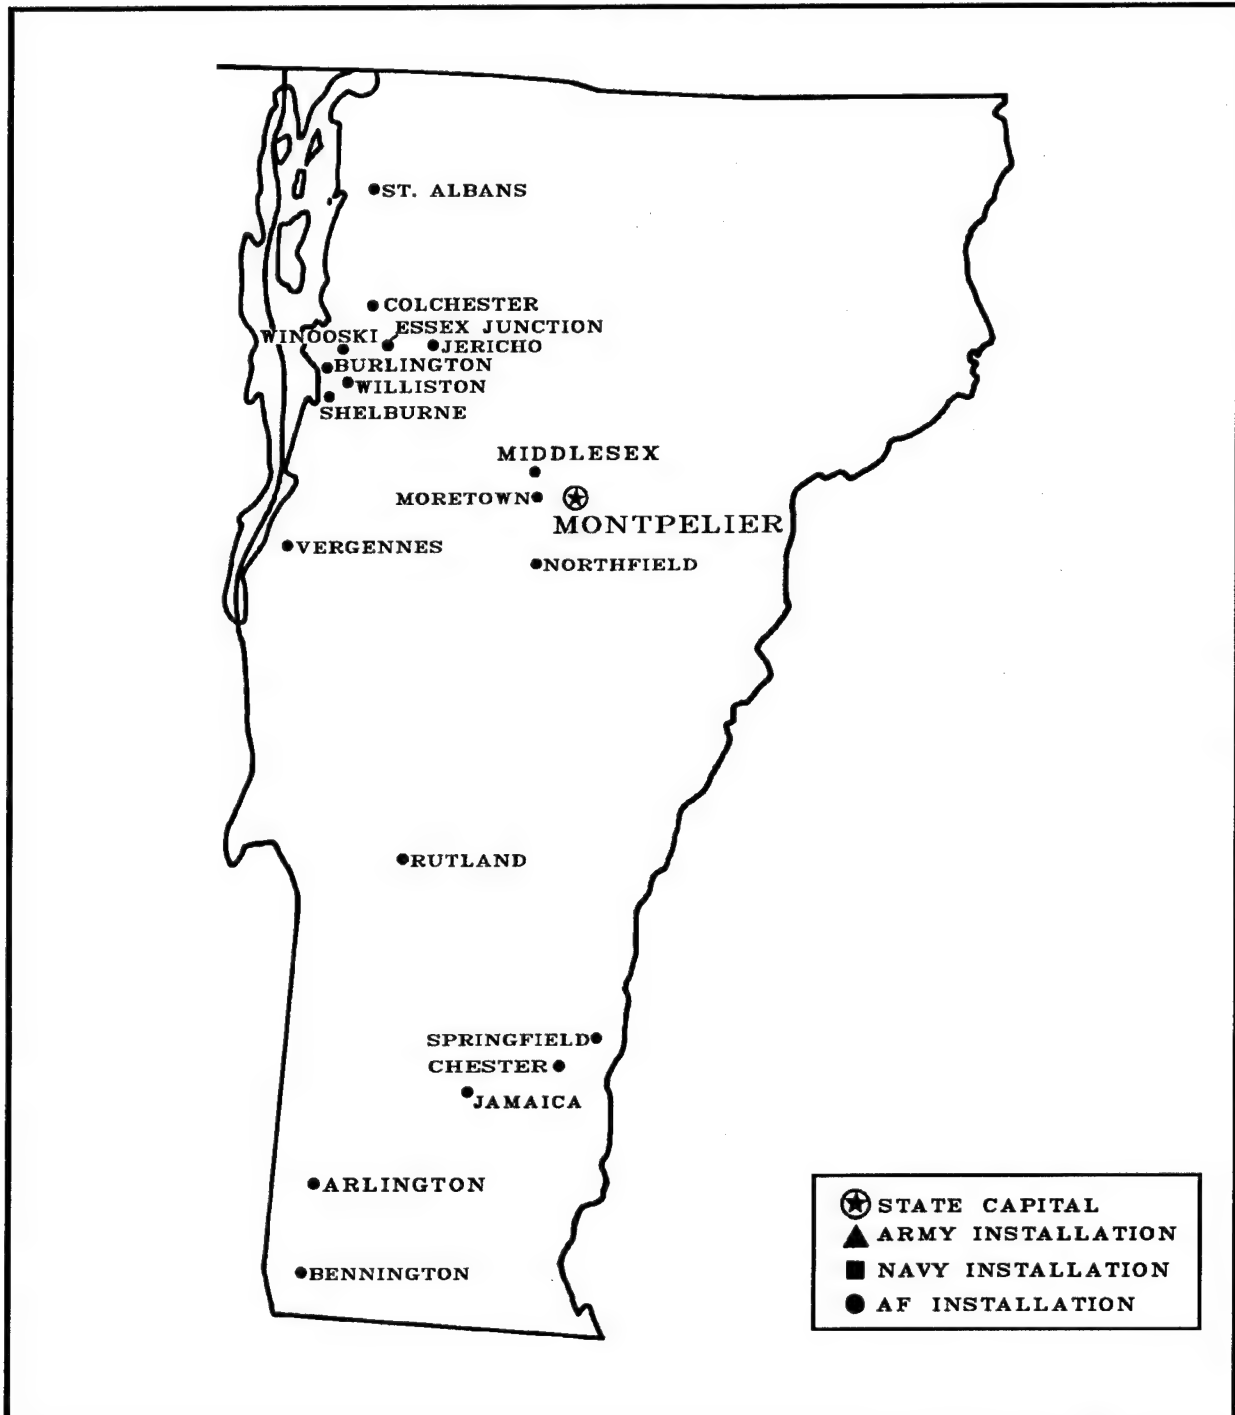 ST. ALBANS
COLCHESTER
ESSEX JUNCTION
WINOOSKI
JERICHO
BURLINGTON
WILLISTON
SHELBURNE
MIDDLESEX
MORETOWN
MONTPELIER
VERGENNES
NORTHFIELD
RUTLAND
SPRINGFIELD
CHESTER
JAMAICA
ARLINGTON
BENNINGTON
STATE CAPITAL
ARMY INSTALLATION
NAVY INSTALLATION
AF INSTALLATION